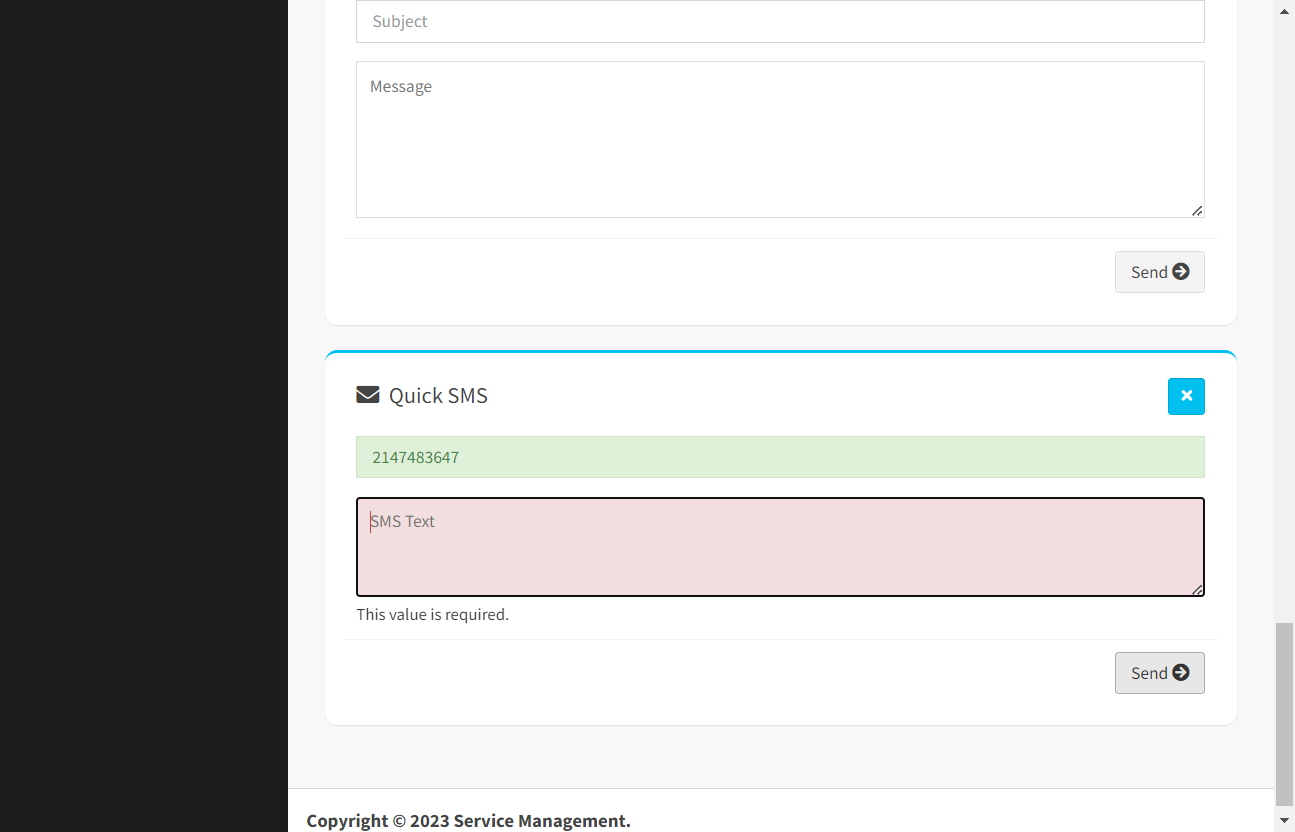 Subject
Message
Send
Quick SMS
2147483647
SMS Text
This value is required.
Send
Copyright © 2023 Service Management.